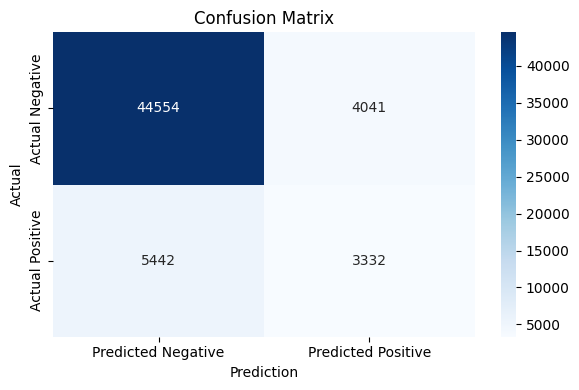 Confusion Matrix
Actual
Actual Negative
44554
4041
Actual Positive
5442
3332
Predicted Negative
Predicted Positive
Prediction
40000
35000
30000
25000
20000
15000
10000
5000